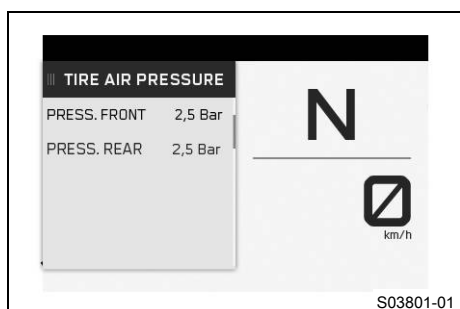 TIRE AIR PRESSURE
PRESS. FRONT 2,5 Bar
PRESS. REAR 2,5 Bar
N
0
km/h
S03801-01